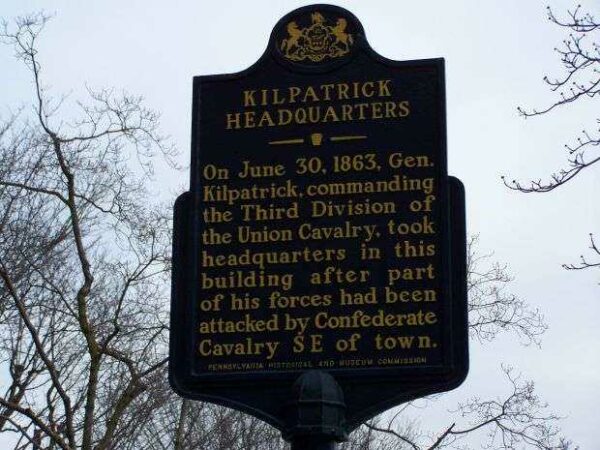 KILPATRICK
HEADQUARTERS
On June 30, 1863, Gen.
Kilpatrick, commanding
the Third Division of
the Union Cavalry, took
headquarters in this
building after part
of his forces had been
attacked by Confederate
Cavalry SE of town.
PENNSYLVANIA HISTORICAL AND MUSEUM COMMISSION